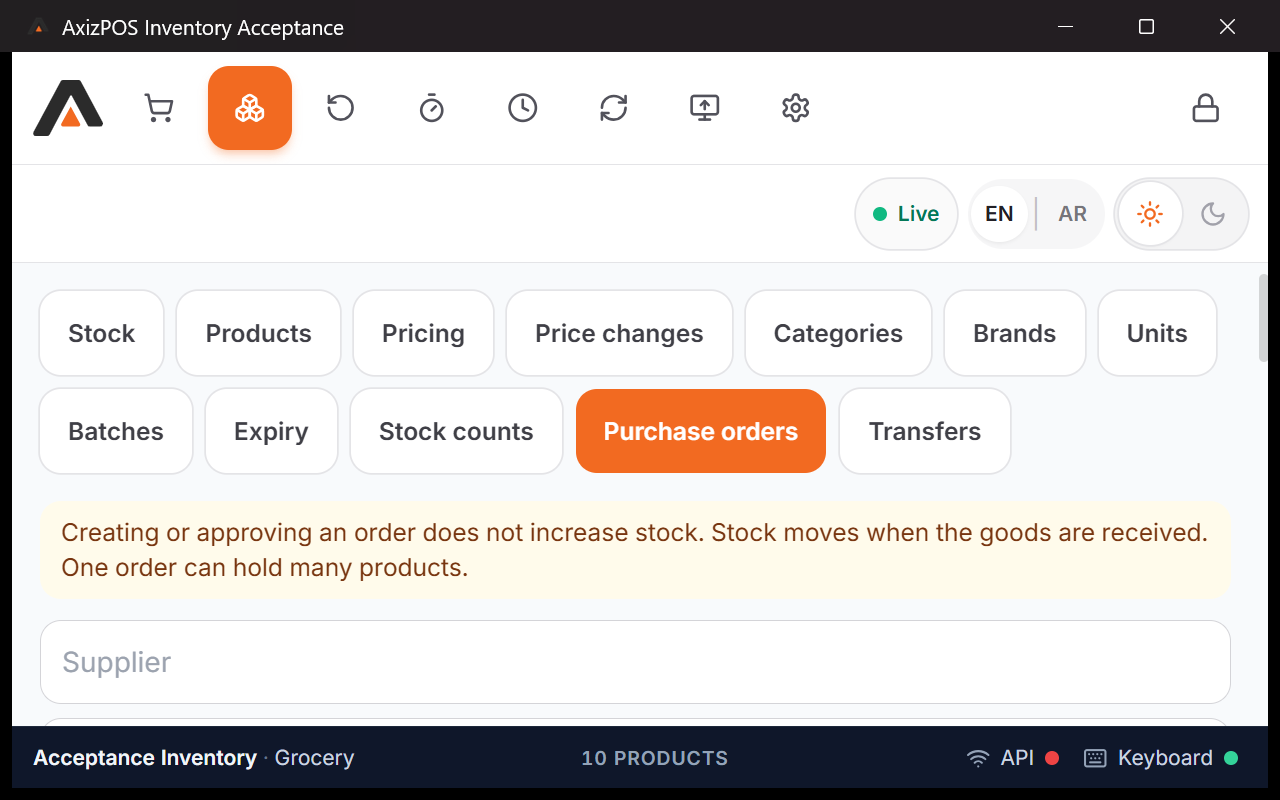 AxizPOS Inventory Acceptance
Live
EN
AR
Stock
Products
Pricing
Price changes
Categories
Brands
Units
Batches
Expiry
Stock counts
Purchase orders
Transfers
Creating or approving an order does not increase stock. Stock moves when the goods are received.
One order can hold many products.
Supplier
Acceptance Inventory · Grocery
10 PRODUCTS
API
Keyboard